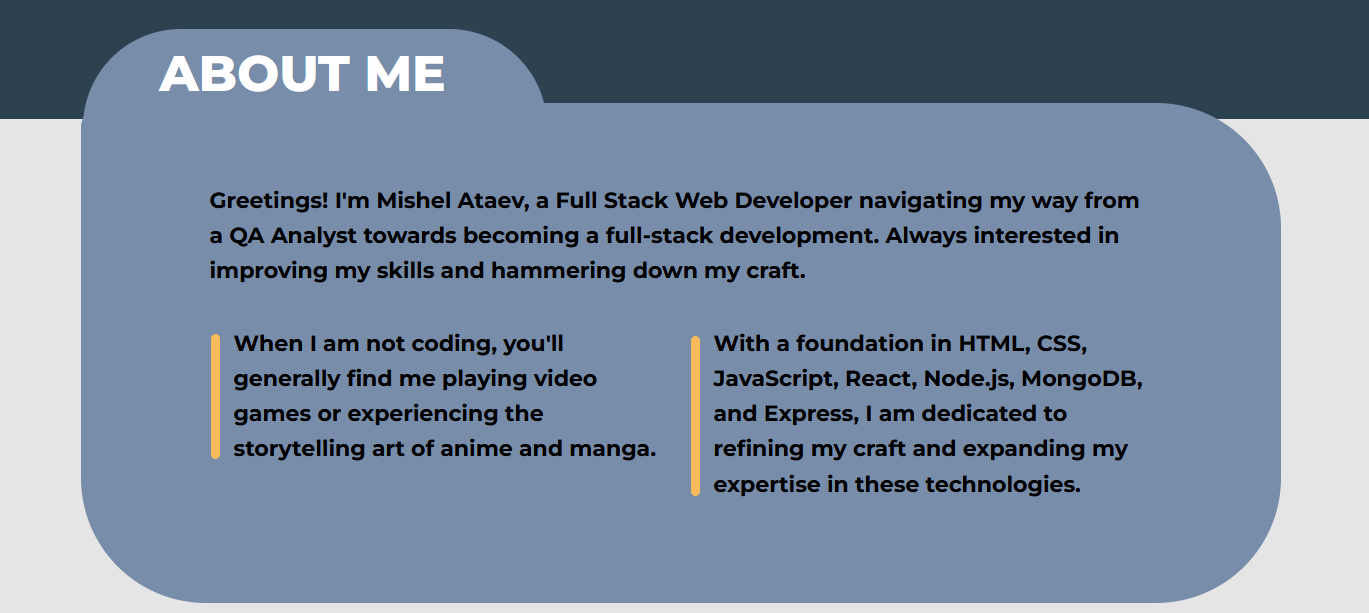 ABOUT ME
Greetings! I'm Mishel Ataev, a Full Stack Web Developer navigating my way from
a QA Analyst towards becoming a full-stack development. Always interested in
improving my skills and hammering down my craft.
When I am not coding, you'll
generally find me playing video
games or experiencing the
storytelling art of anime and manga.
With a foundation in HTML, CSS,
JavaScript, React, Node.js, MongoDB,
and Express, I am dedicated to
refining my craft and expanding my
expertise in these technologies.